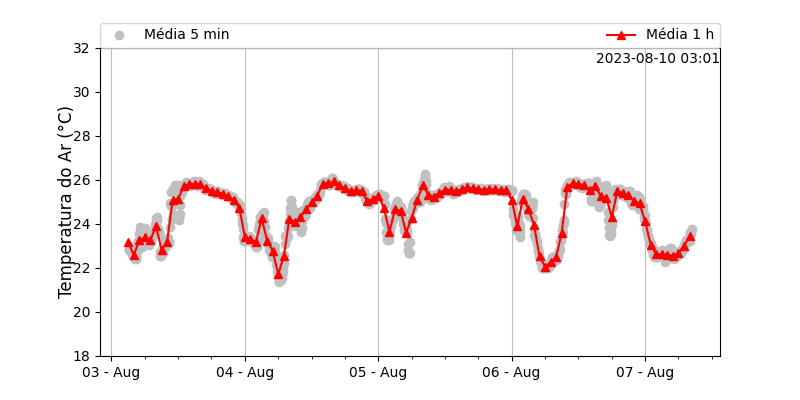 Média 5 min
Média 1 h
2023-08-10 03:01
Temperatura do Ar (°C)
32
30
28
26
24
22
20
18
03 - Aug
04 - Aug
05 - Aug
06 - Aug
07 - Aug